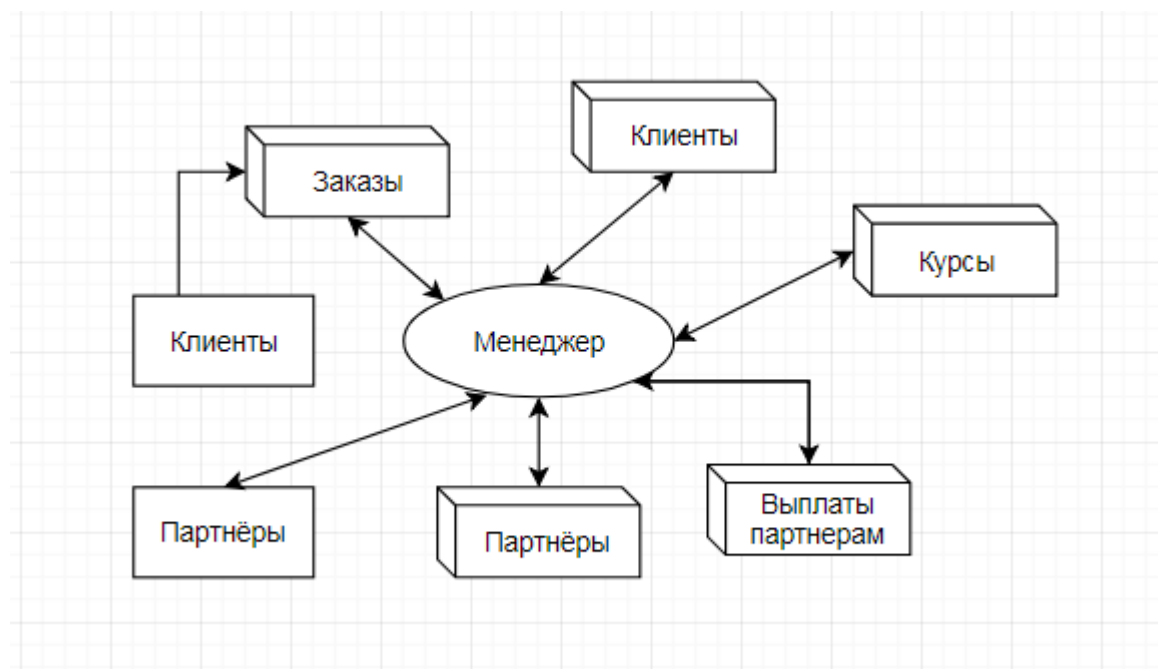 Клиенты
Заказы
Курсы
Клиенты
Менеджер
Партнёры
Партнёры
Выплаты
партнерам